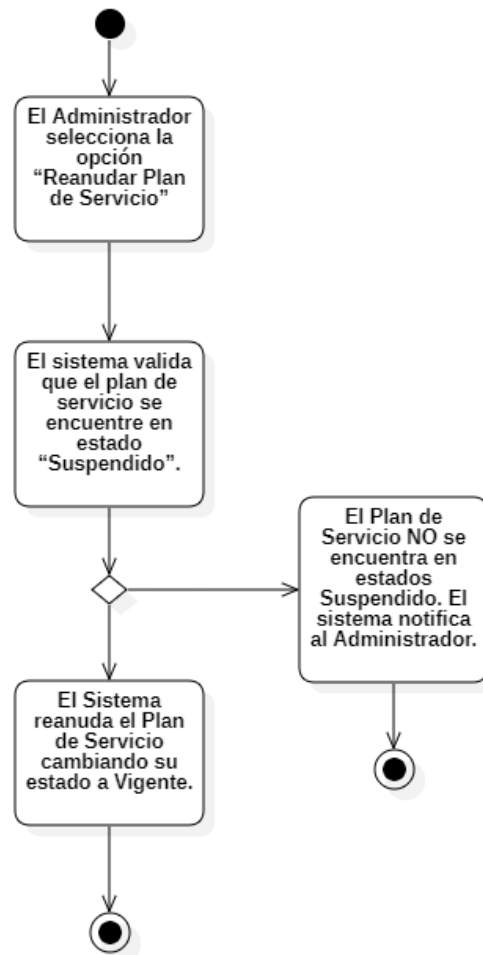 El Administrador
selecciona la
opción
“Reanudar Plan
de Servicio”
El sistema valida
que el plan de
servicio se
encuentre en
estado
“Suspendido”.
El Plan de
Servicio NO se
encuentra en
estados
Suspendido. El
sistema notifica
al Administrador.
El Sistema
reanuda el Plan
de Servicio
cambiando su
estado a Vigente.